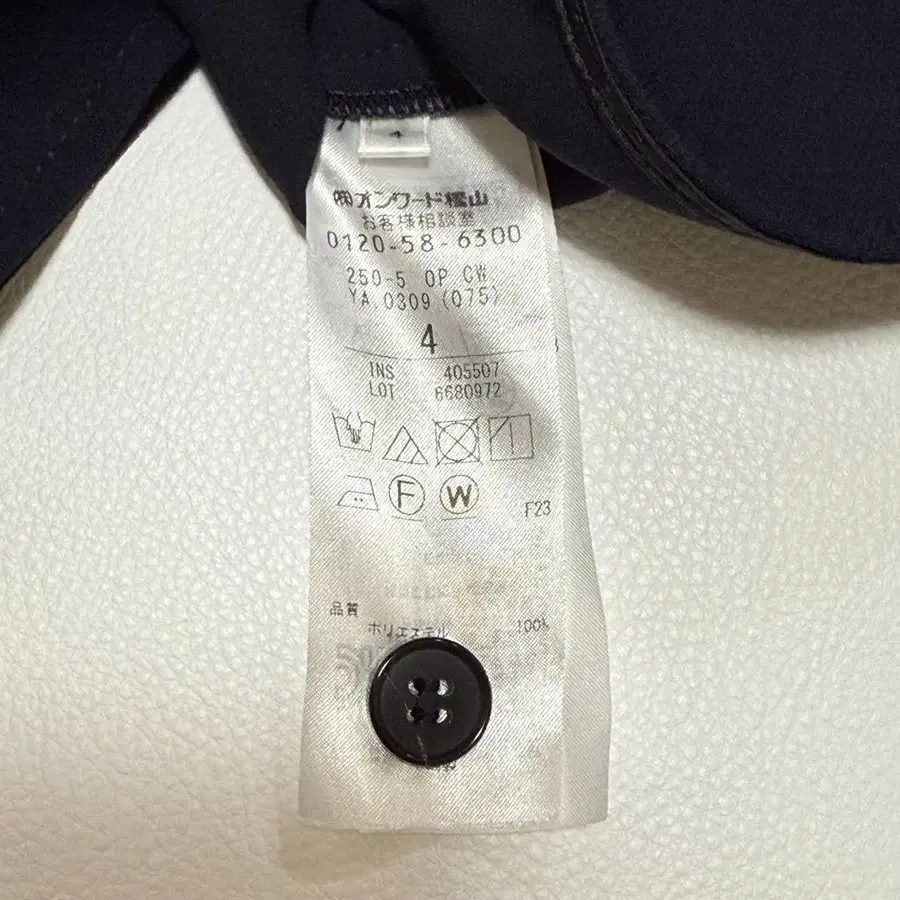 ㈱オンワード樫山
お客様相談室
0120-58-6300
250-5 OP CW
YA 0309 (075)
4
INS 405507
LOT 6680972
F W
F23
品質
ポリエステル 100%